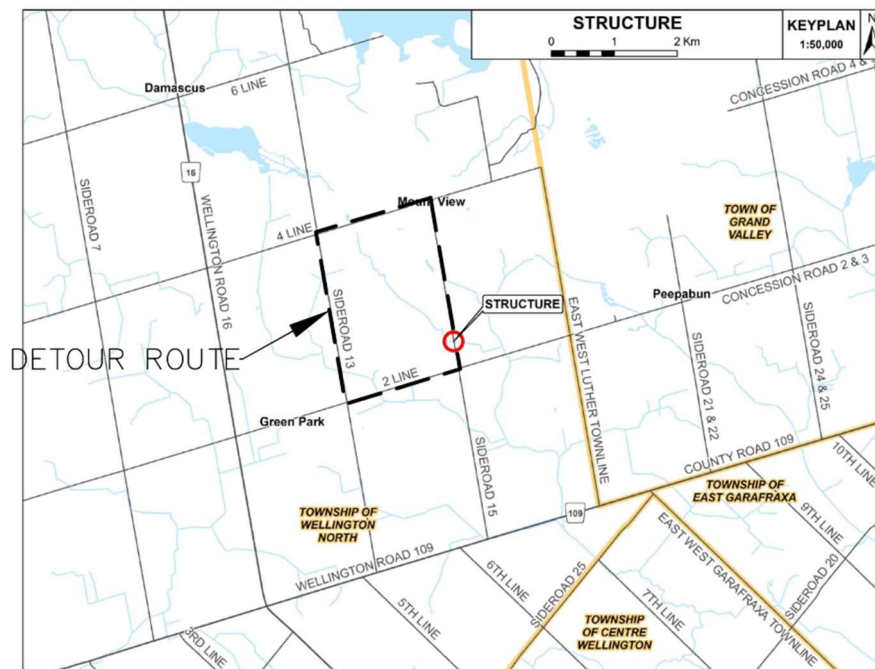 STRUCTURE
0 1 2 Km
KEYPLAN
1:50,000
N
CONCESSION ROAD 4 &
Damascus
6 LINE
16
SIDEROAD 7
WELLINGTON ROAD 16
4 LINE
Mount View
TOWN OF
GRAND
VALLEY
CONCESSION ROAD 2 & 3
Peepabun
STRUCTURE
SIDEROAD 13
DETOUR ROUTE
EAST WEST LUTHER TOWNLINE
SIDEROAD 21 & 22
SIDEROAD 24 & 25
2 LINE
Green Park
SIDEROAD 15
COUNTY ROAD 109
10TH LINE
TOWNSHIP OF
EAST GARAFRAXA
9TH LINE
TOWNSHIP OF
WELLINGTON
NORTH
109
WELLINGTON ROAD 109
EAST WEST GARAFRAXA TOWNLINE
SIDEROAD 20
SIDEROAD 25
3RD LINE
5TH LINE
6TH LINE
7TH LINE
TOWNSHIP
OF CENTRE
WELLINGTON